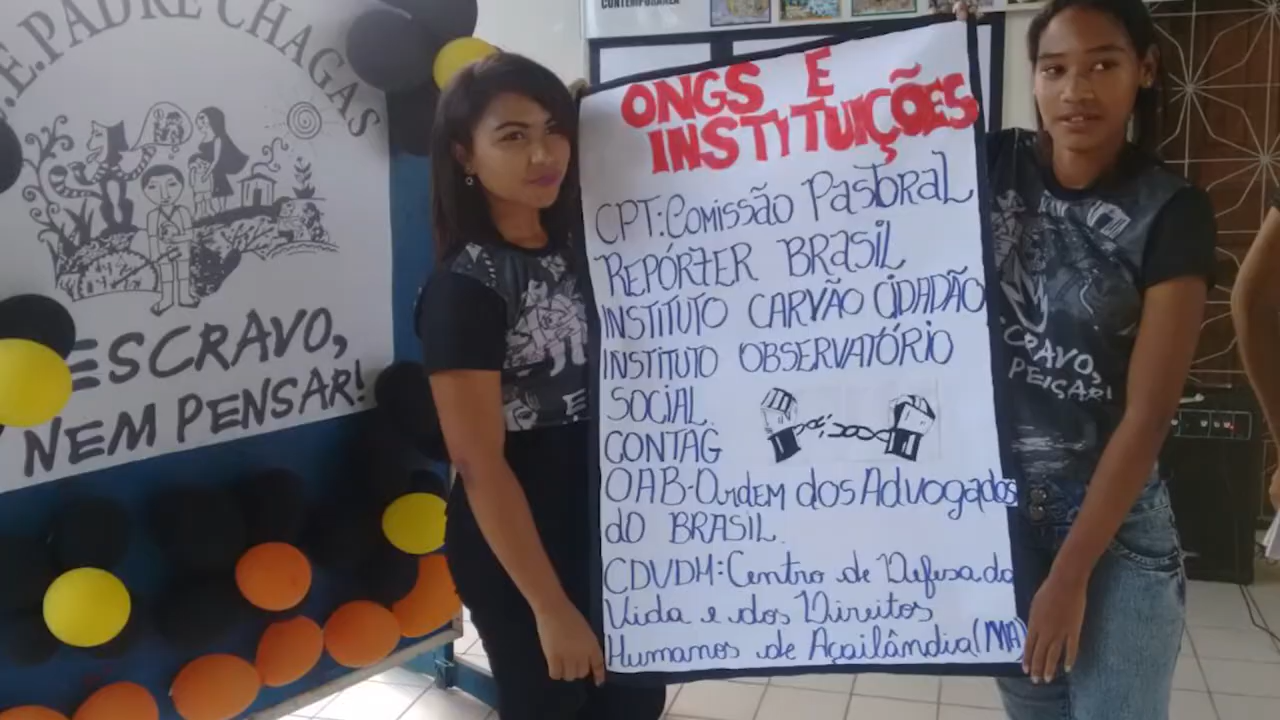 CONTEMPORÂNEA
.E.PADRE CHAGAS
ESCRAVO,
NEM PENSAR!
ONGS E
INSTITUIÇÕES
CPT:COMISSÃO PASTORAL
REPÓRTER BRASIL
INSTITUTO CARVÃO CIDADÃO
INSTITUTO OBSERVATÓRIO
SOCIAL.
CONTAG
OAB-ORDEM dos Advogados
do BRASIL.
CDVDH:Centro de Defesa da
Vida e dos Direitos
Humanos de Açailândia(MA)
CRAVO,
PENSAR!